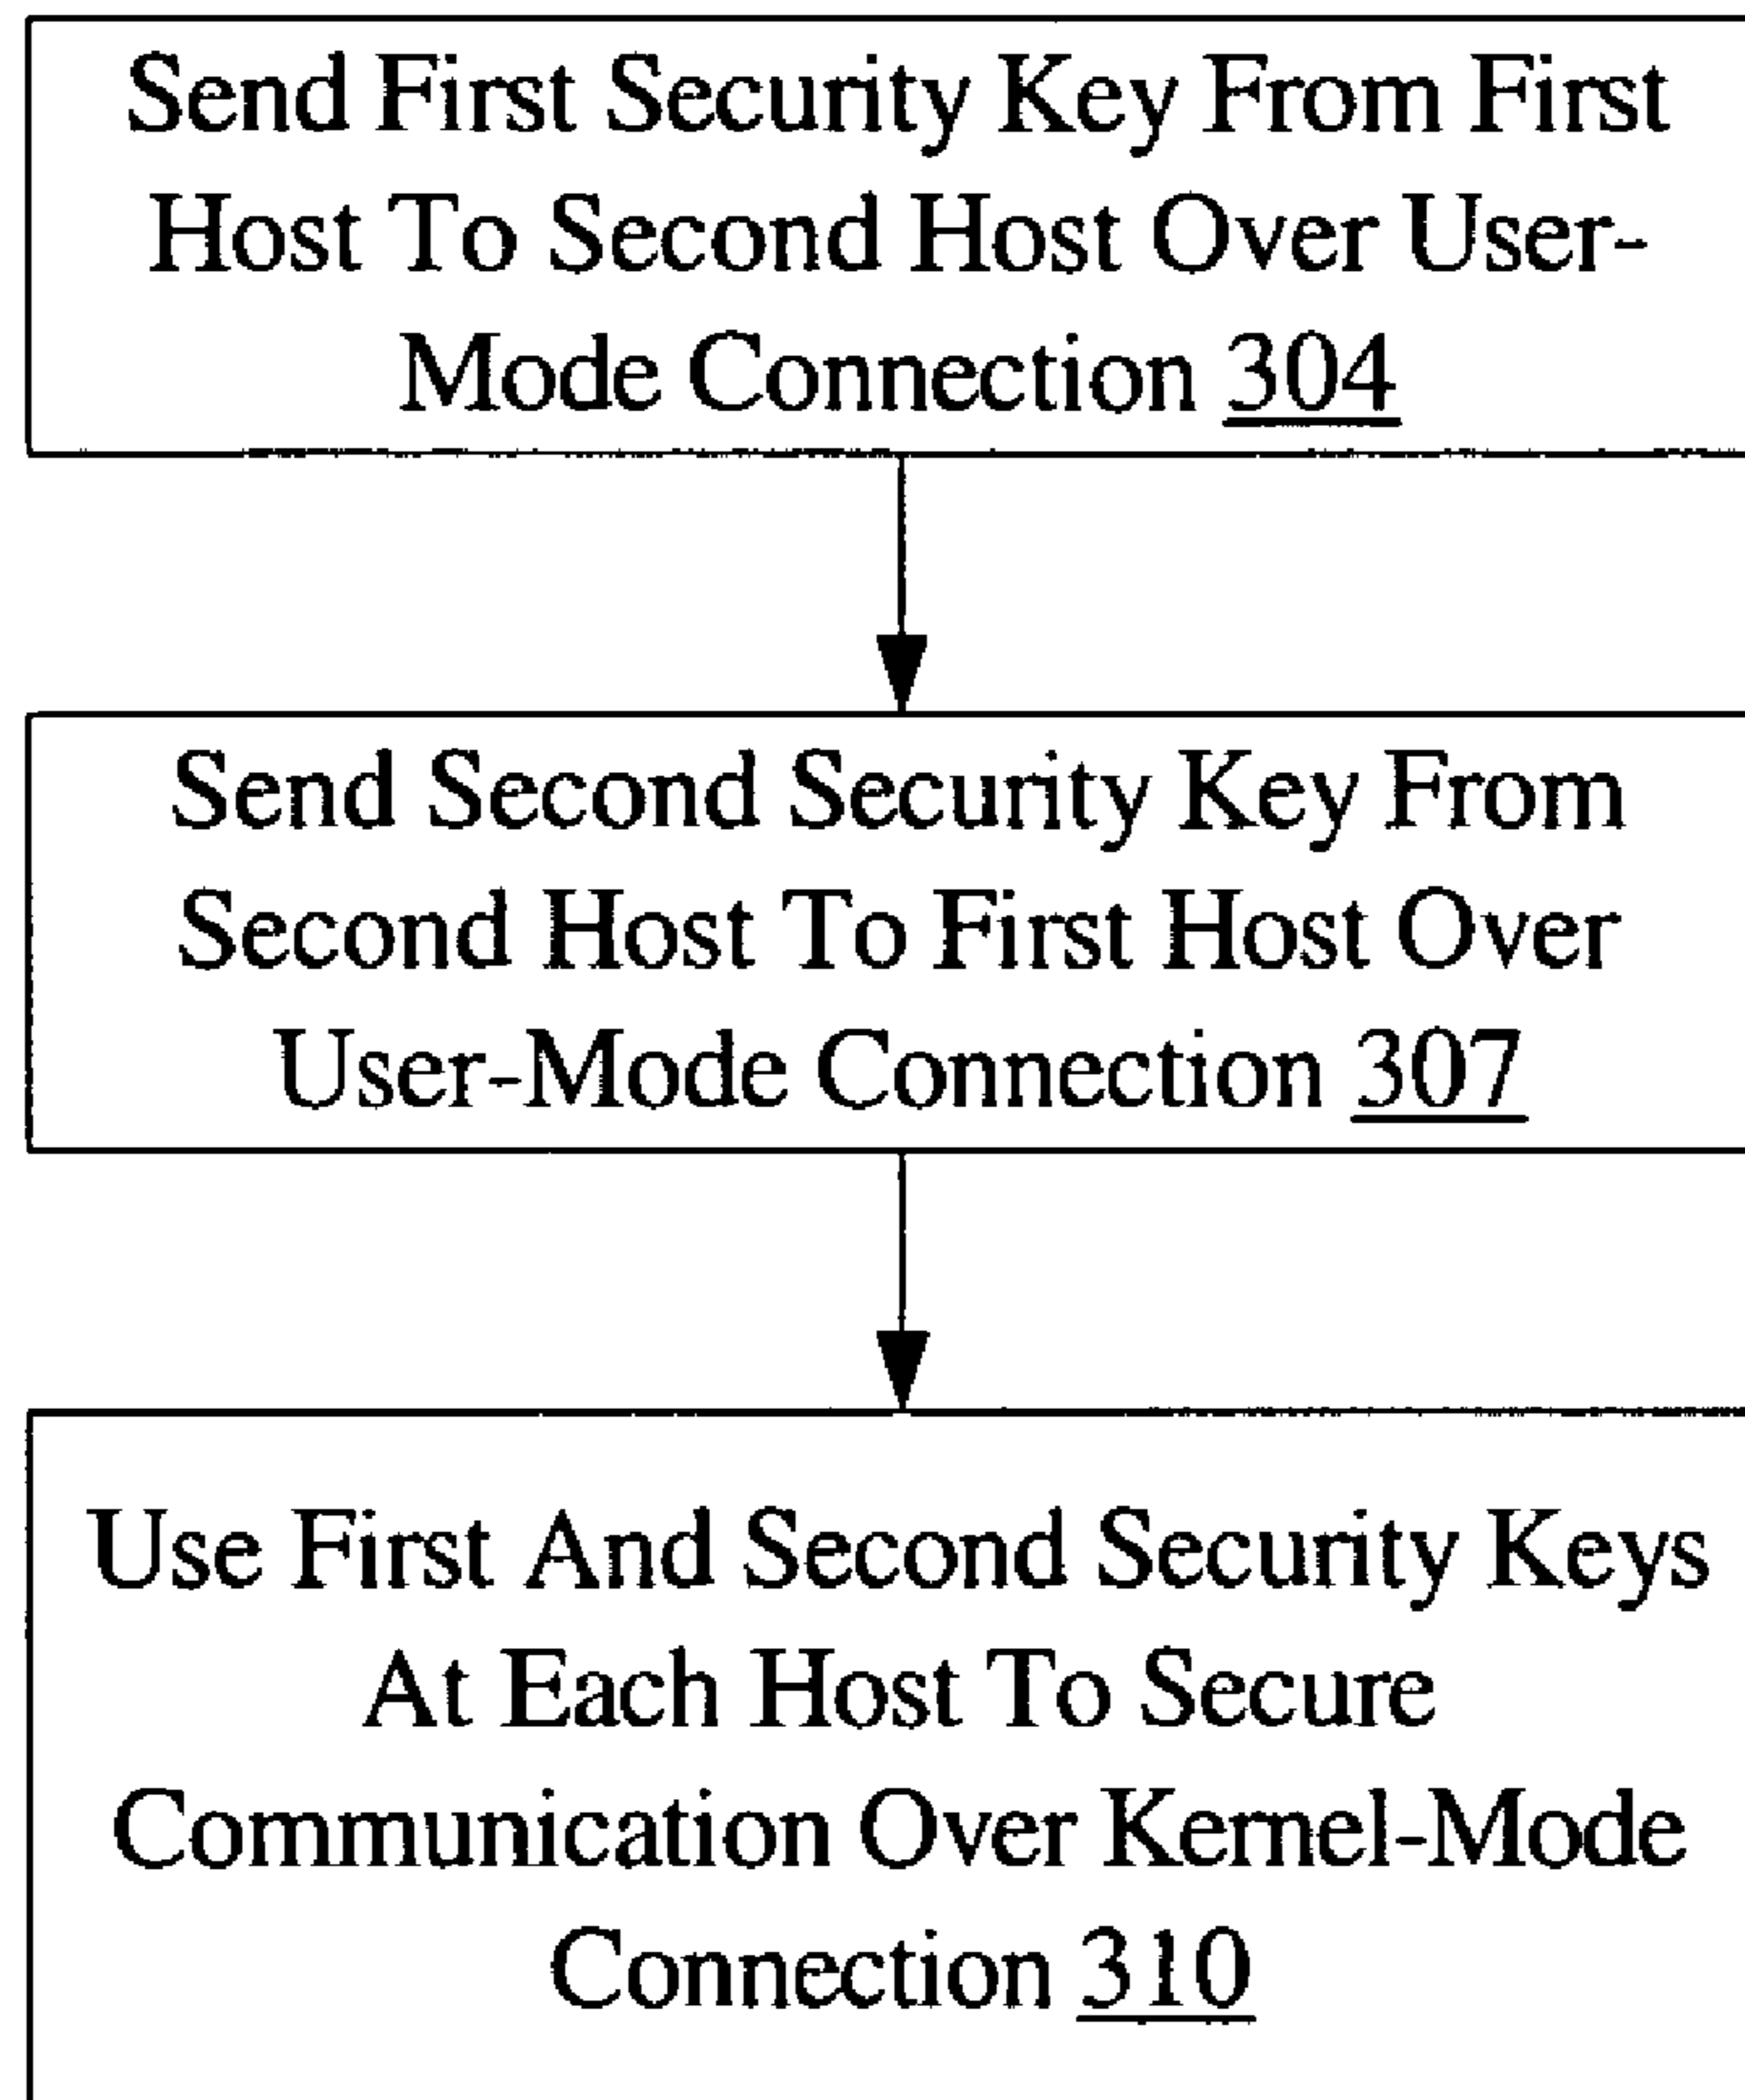 Send First Security Key From First
Host To Second Host Over User-
Mode Connection 304
Send Second Security Key From
Second Host To First Host Over
User-Mode Connection 307
Use First And Second Security Keys
At Each Host To Secure
Communication Over Kernel-Mode
Connection 310